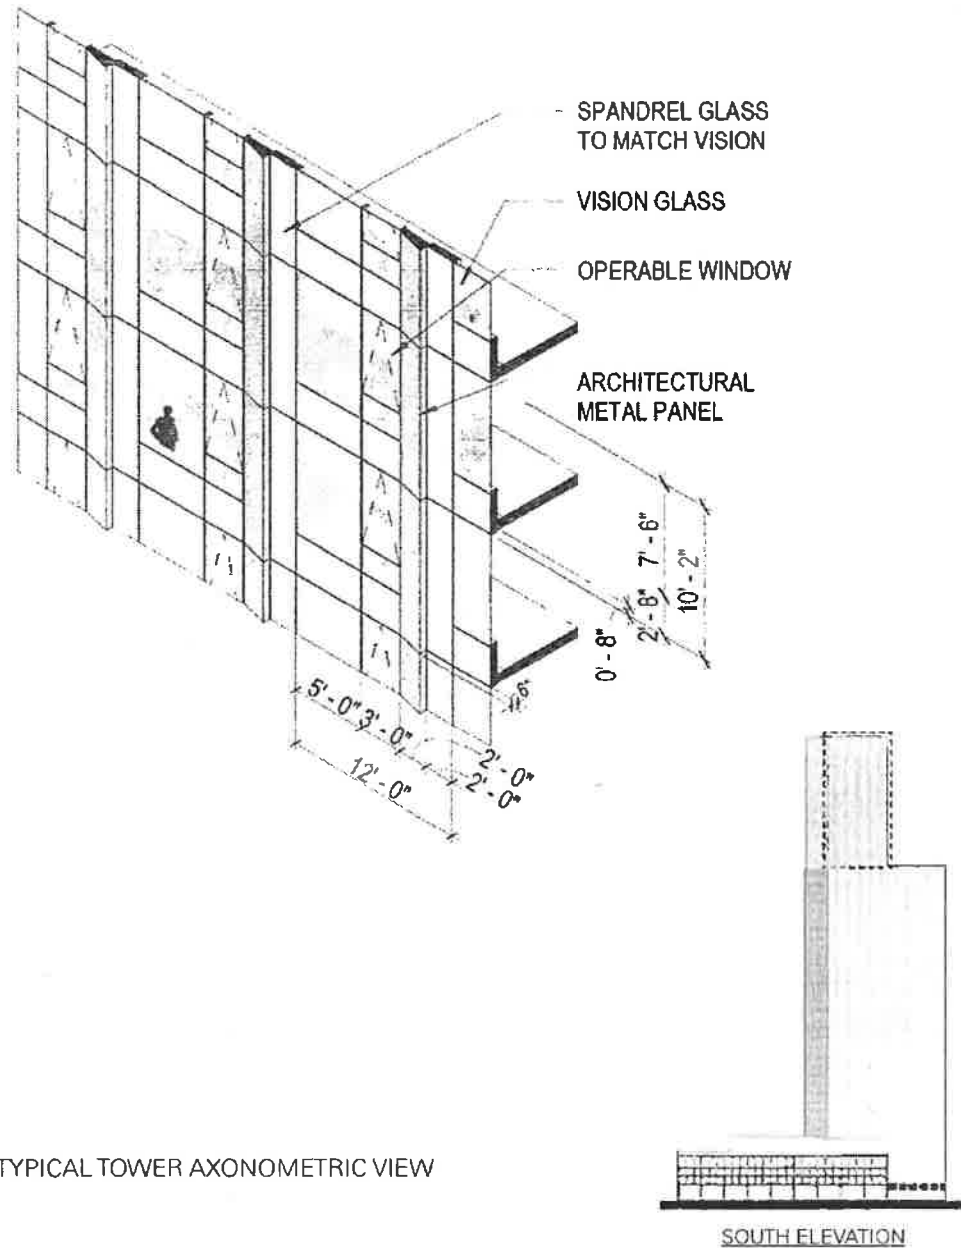 SPANDREL GLASS
TO MATCH VISION
VISION GLASS
OPERABLE WINDOW
ARCHITECTURAL
METAL PANEL
7' - 6"
10' - 2"
2' - 8"
0' - 8"
6"
5' - 0"
3' - 0"
2' - 0"
2' - 0"
12' - 0"
TYPICAL TOWER AXONOMETRIC VIEW
SOUTH ELEVATION